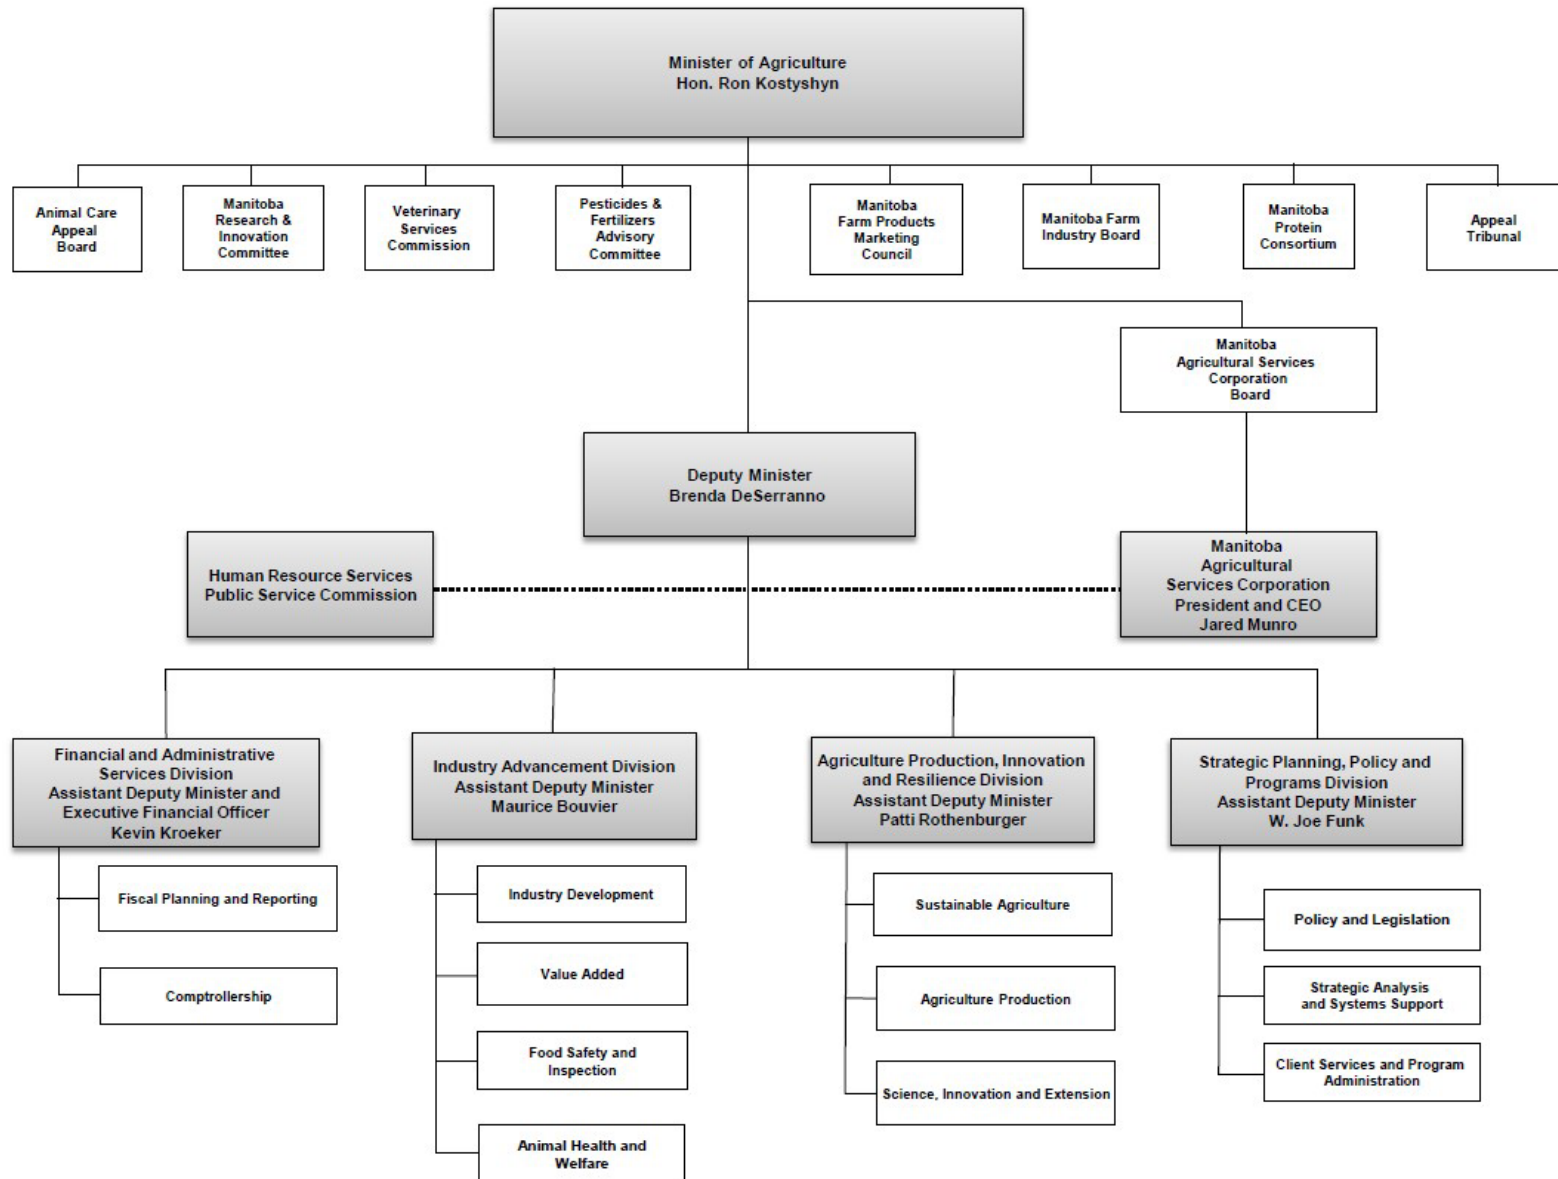 Minister of Agriculture
Hon. Ron Kostyshyn
Animal Care
Appeal
Board
Manitoba
Research &
Innovation
Committee
Veterinary
Services
Commission
Pesticides &
Fertilizers
Advisory
Committee
Manitoba
Farm Products
Marketing
Council
Manitoba Farm
Industry Board
Manitoba
Protein
Consortium
Appeal
Tribunal
Manitoba
Agricultural Services
Corporation
Board
Deputy Minister
Brenda DeSerranno
Human Resource Services
Public Service Commission
Manitoba
Agricultural
Services Corporation
President and CEO
Jared Munro
Financial and Administrative
Services Division
Assistant Deputy Minister and
Executive Financial Officer
Kevin Kroeker
Fiscal Planning and Reporting
Comptrollership
Industry Advancement Division
Assistant Deputy Minister
Maurice Bouvier
Industry Development
Value Added
Food Safety and
Inspection
Animal Health and
Welfare
Agriculture Production, Innovation
and Resilience Division
Assistant Deputy Minister
Patti Rothenburger
Sustainable Agriculture
Agriculture Production
Science, Innovation and Extension
Strategic Planning, Policy and
Programs Division
Assistant Deputy Minister
W. Joe Funk
Policy and Legislation
Strategic Analysis
and Systems Support
Client Services and Program
Administration